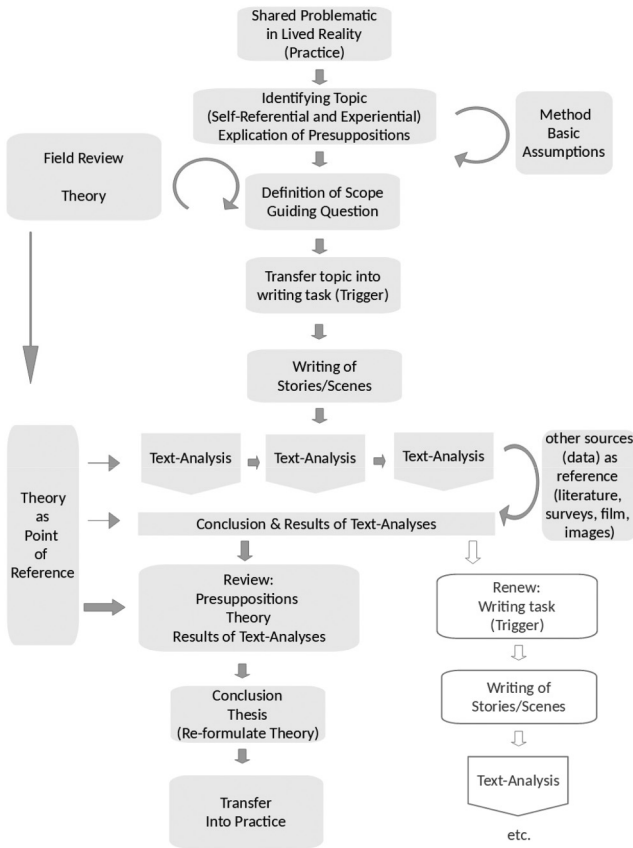 Shared Problematic
in Lived Reality
(Practice)
Identifying Topic
(Self-Referential and Experiential)
Explication of Presuppositions
Method
Basic
Assumptions
Field Review
Theory
Definition of Scope
Guiding Question
Transfer topic into
writing task (Trigger)
Writing of
Stories/Scenes
Theory
as
Point
of
Reference
Text-Analysis
Text-Analysis
Text-Analysis
other sources
(data) as
reference
(literature,
surveys, film,
images)
Conclusion & Results of Text-Analyses
Review:
Presuppositions
Theory
Results of Text-Analyses
Renew:
Writing task
(Trigger)
Conclusion
Thesis
(Re-formulate Theory)
Writing of
Stories/Scenes
Transfer
Into Practice
Text-Analysis
etc.